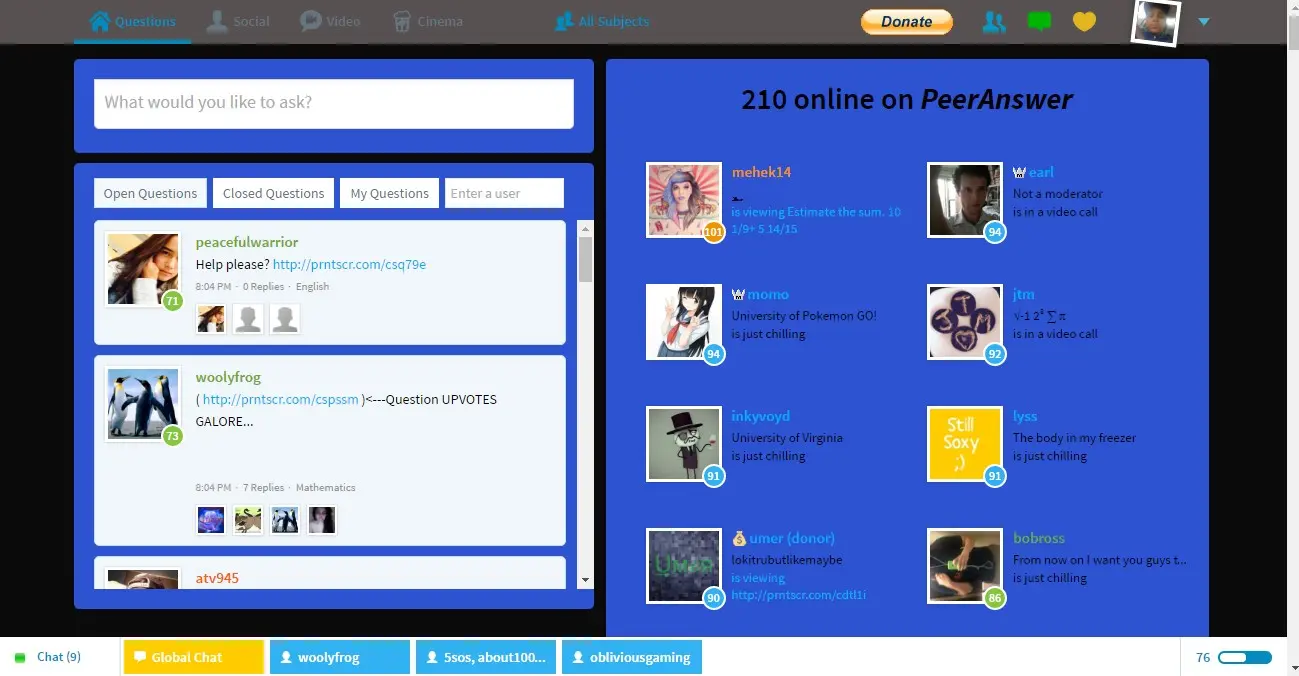 Questions
Social
Video
Cinema
All Subjects
Donate
What would you like to ask?
Open Questions
Closed Questions
My Questions
Enter a user
peacefulwarrior
Help please? http://prntscr.com/csq79e
8:04 PM · 0 Replies · English
71
woolyfrog
( http://prntscr.com/cspssm )<---Question UPVOTES
GALORE...
73
8:04 PM · 7 Replies · Mathematics
atv945
210 online on PeerAnswer
mehek14
is viewing Estimate the sum. 10
1/9+ 5 14/15
101
earl
Not a moderator
is in a video call
94
momo
University of Pokemon GO!
is just chilling
94
jtm
is in a video call
92
inkyvoyd
University of Virginia
is just chilling
91
lyss
The body in my freezer
is just chilling
Still
Soxy
;)
91
umer (donor)
lokitrubutlikemaybe
is viewing
http://prntscr.com/cdtl1i
90
bobross
From now on I want you guys t...
is just chilling
86
Chat (9)
Global Chat
woolyfrog
5sos, about100...
obliviousgaming
76